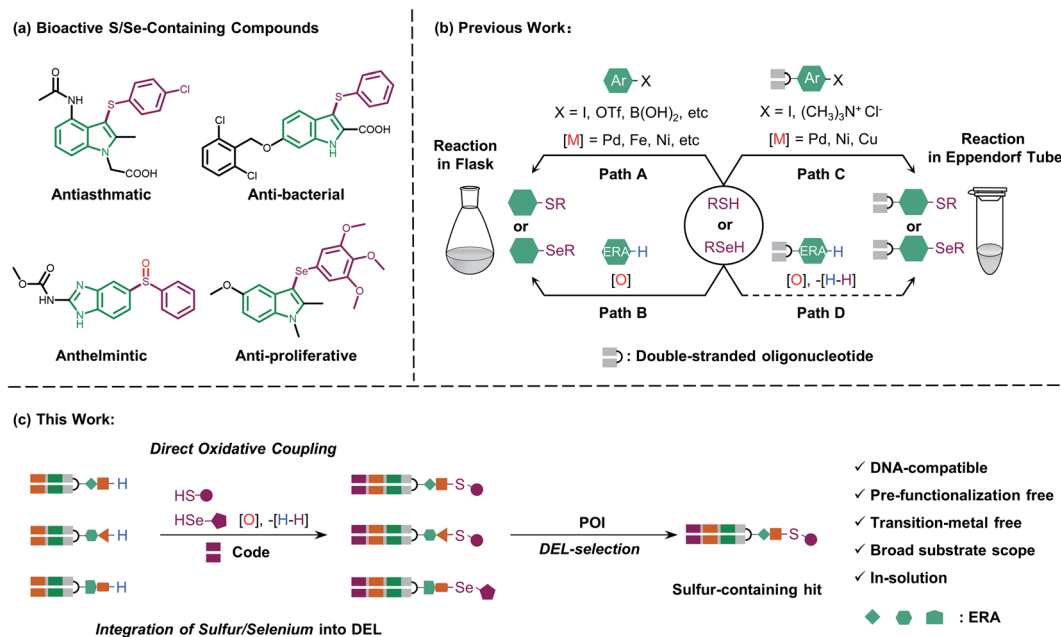 (a) Bioactive S/Se-Containing Compounds
O
HN
S
Cl
N
COOH
Antiasthmatic
Cl
Cl
O
S
COOH
N
H
Anti-bacterial
O
O
HN
N
N
H
O
S
Anthelmintic
O
Se
O
O
O
N
Anti-proliferative
(b) Previous Work:
Ar
X
X = I, OTf, B(OH)₂, etc
[M] = Pd, Fe, Ni, etc
Path A
Ar
X
X = I, (CH₃)₃N⁺ Cl⁻
[M] = Pd, Ni, Cu
Path C
Reaction
in Flask
Reaction
in Eppendorf Tube
SR
or
SeR
ERA
H
[O]
Path B
RSH
or
RSeH
ERA
H
[O], -[H-H]
Path D
SR
or
SeR
: Double-stranded oligonucleotide
(c) This Work:
Direct Oxidative Coupling
H
H
H
HS
HSe
[O], -[H-H]
Code
S
S
Se
Integration of Sulfur/Selenium into DEL
POI
DEL-selection
S
Sulfur-containing hit
✓ DNA-compatible
✓ Pre-functionalization free
✓ Transition-metal free
✓ Broad substrate scope
✓ In-solution
: ERA